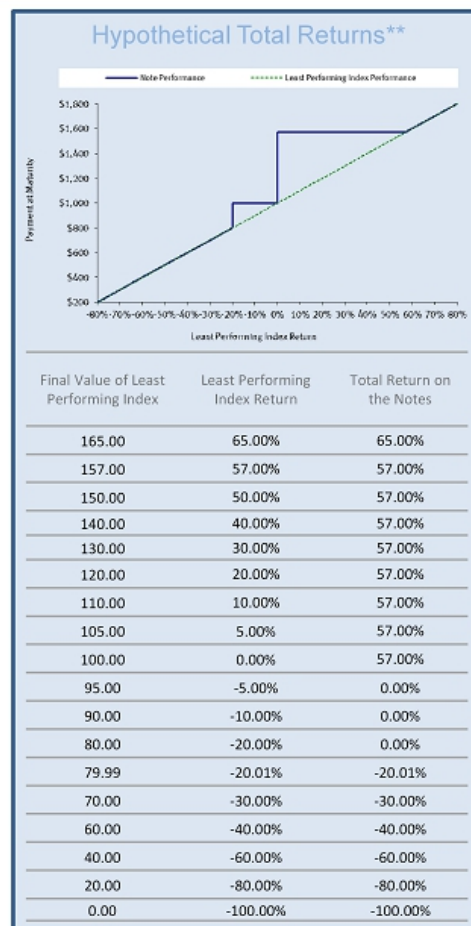 Hypothetical Total Returns**
Note Performance Least Performing Index Performance
$1,800
$1,600
$1,400
$1,200
$1,000
$800
$600
$400
$200
Payment at Maturity
-80% -70% -60% -50% -40% -30% -20% -10% 0% 10% 20% 30% 40% 50% 60% 70% 80%
Least Performing Index Return
Final Value of Least Performing Index Least Performing Index Return Total Return on the Notes
165.00 65.00% 65.00%
157.00 57.00% 57.00%
150.00 50.00% 57.00%
140.00 40.00% 57.00%
130.00 30.00% 57.00%
120.00 20.00% 57.00%
110.00 10.00% 57.00%
105.00 5.00% 57.00%
100.00 0.00% 57.00%
95.00 -5.00% 0.00%
90.00 -10.00% 0.00%
80.00 -20.00% 0.00%
79.99 -20.01% -20.01%
70.00 -30.00% -30.00%
60.00 -40.00% -40.00%
40.00 -60.00% -60.00%
20.00 -80.00% -80.00%
0.00 -100.00% -100.00%